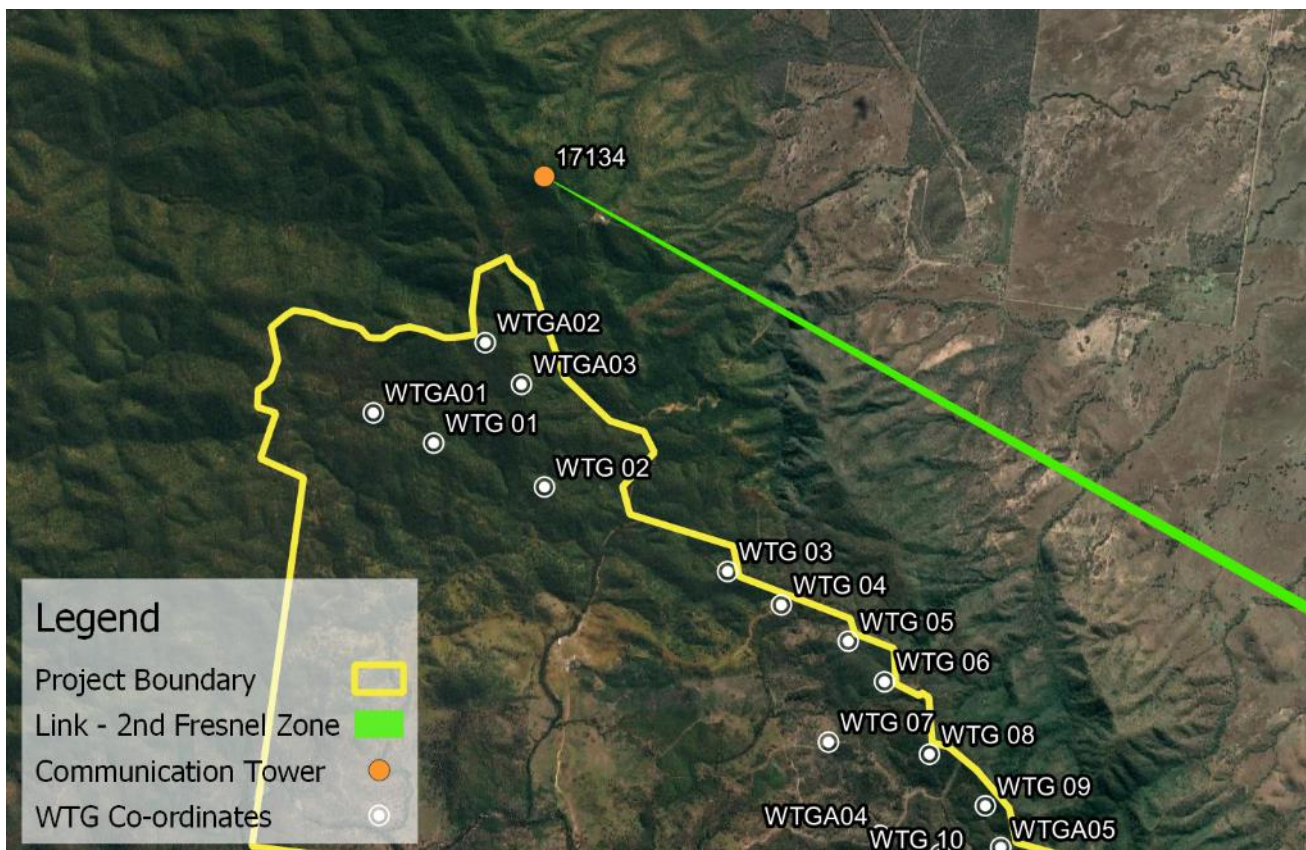 17134
WTGA02
WTGA03
WTGA01
WTG 01
WTG 02
WTG 03
WTG 04
WTG 05
WTG 06
WTG 07
WTG 08
WTG 09
WTGA04
WTG 10
WTGA05
Legend
Project Boundary
Link - 2nd Fresnel Zone
Communication Tower
WTG Co-ordinates